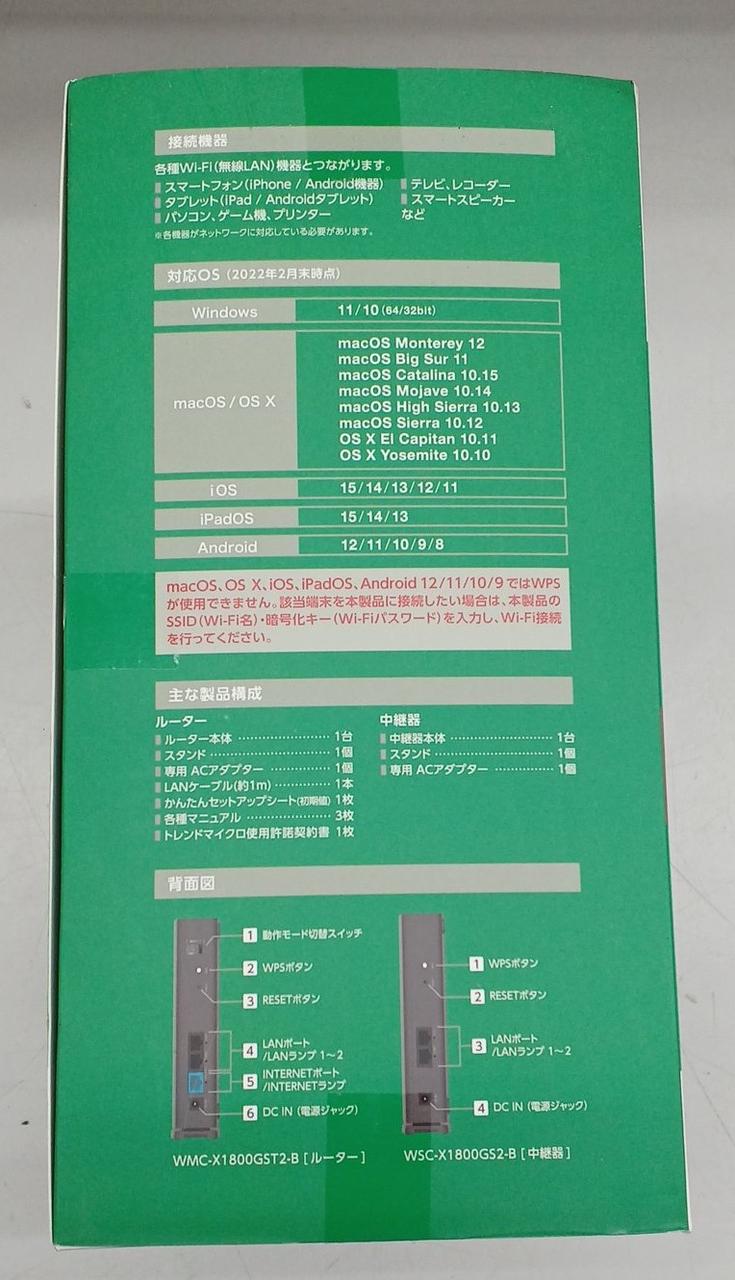 接続機器
各種Wi-Fi(無線LAN)機器とつながります。
スマートフォン(iPhone / Android機器)
タブレット(iPad / Androidタブレット)
パソコン、ゲーム機、プリンター
テレビ、レコーダー
スマートスピーカー
など
※各機器がネットワークに対応している必要があります。
対応OS(2022年2月末時点)
Windows 11/10(64/32bit)
macOS / OS X
macOS Monterey 12
macOS Big Sur 11
macOS Catalina 10.15
macOS Mojave 10.14
macOS High Sierra 10.13
macOS Sierra 10.12
OS X El Capitan 10.11
OS X Yosemite 10.10
iOS 15/14/13/12/11
iPadOS 15/14/13
Android 12/11/10/9/8
macOS、OS X、iOS、iPadOS、Android 12/11/10/9ではWPS
が使用できません。該当端末を本製品に接続したい場合は、本製品の
SSID(Wi-Fi名)・暗号化キー(Wi-Fiパスワード)を入力し、Wi-Fi接続
を行ってください。
主な製品構成
ルーター
ルーター本体 ………… 1台
スタンド ………… 1個
専用 ACアダプター ………… 1個
LANケーブル(約1m) ………… 1本
かんたんセットアップシート(初期値) 1枚
各種マニュアル ………… 3枚
トレンドマイクロ使用許諾契約書 1枚
中継器
中継器本体 ………… 1台
スタンド ………… 1個
専用 ACアダプター ………… 1個
背面図
1 動作モード切替スイッチ
2 WPSボタン
3 RESETボタン
4 LANポート
/LANランプ 1～2
5 INTERNETポート
/INTERNETランプ
6 DC IN (電源ジャック)
WMC-X1800GST2-B [ルーター]
1 WPSボタン
2 RESETボタン
3 LANポート
/LANランプ 1～2
4 DC IN (電源ジャック)
WSC-X1800GS2-B [中継器]